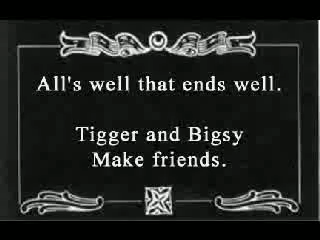 All's well that ends well.
Tigger and Bigsy
Make friends.